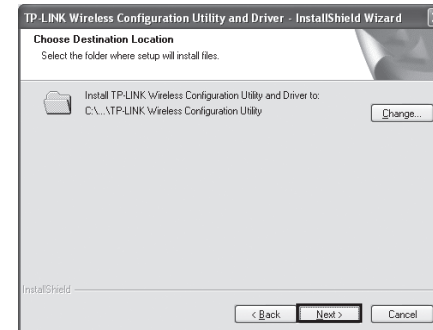 TP-LINK Wireless Configuration Utility and Driver - InstallShield Wizard
Choose Destination Location
Select the folder where setup will install files.
Install TP-LINK Wireless Configuration Utility and Driver to:
C:\...\TP-LINK Wireless Configuration Utility
Change...
InstallShield
< Back Next > Cancel